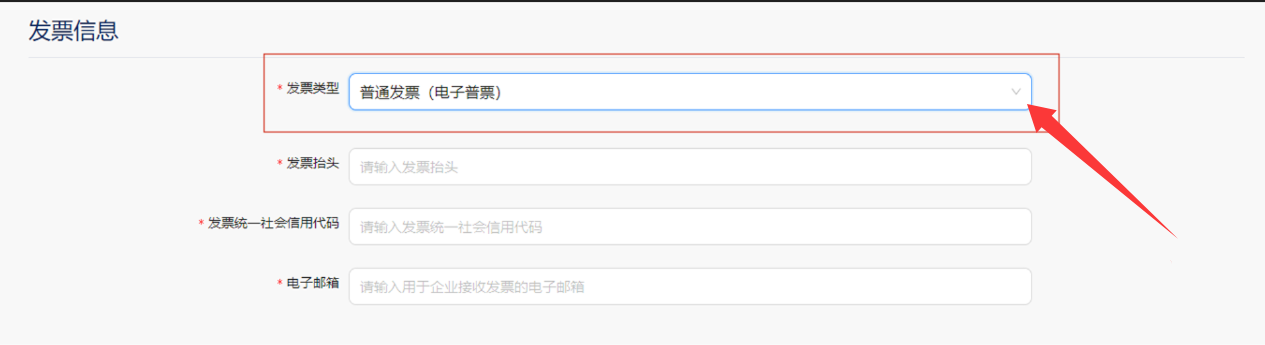 发票信息
* 发票类型 普通发票（电子普票）
* 发票抬头 请输入发票抬头
* 发票统一社会信用代码 请输入发票统一社会信用代码
* 电子邮箱 请输入用于企业接收发票的电子邮箱